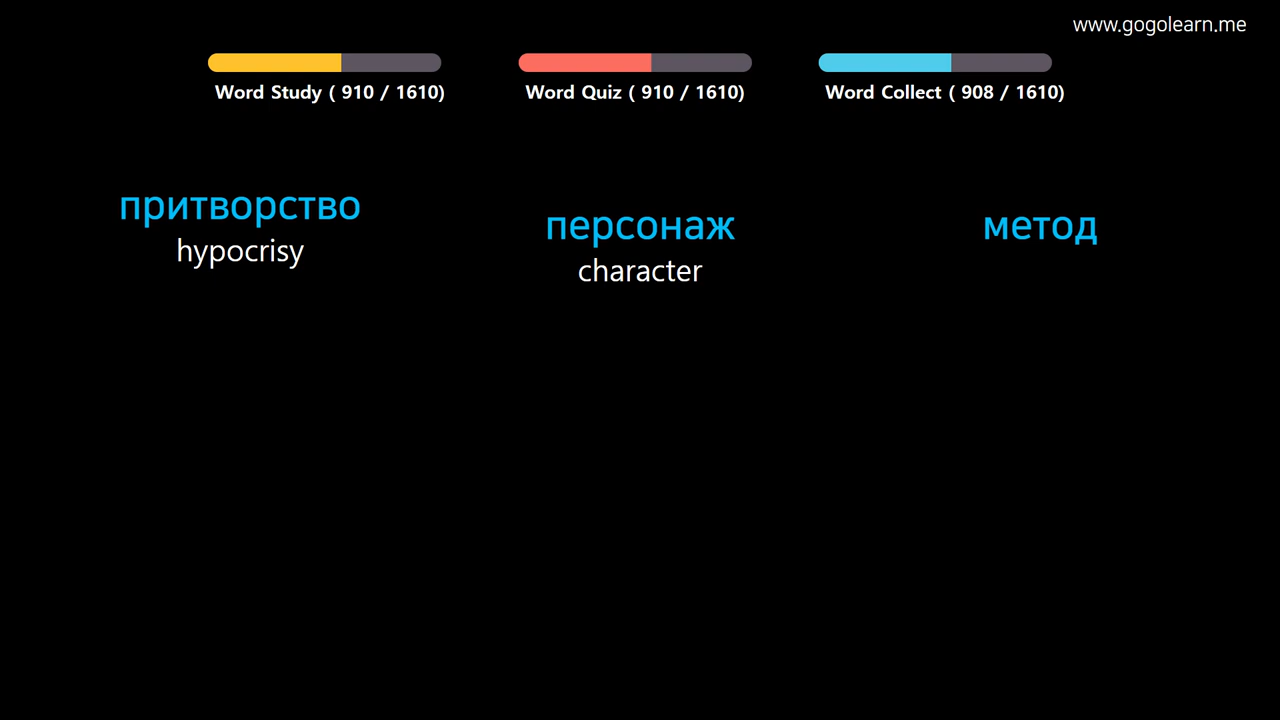 www.gogolearn.me
Word Study ( 910 / 1610)
Word Quiz ( 910 / 1610)
Word Collect ( 908 / 1610)
притворство
hypocrisy
персонаж
character
метод